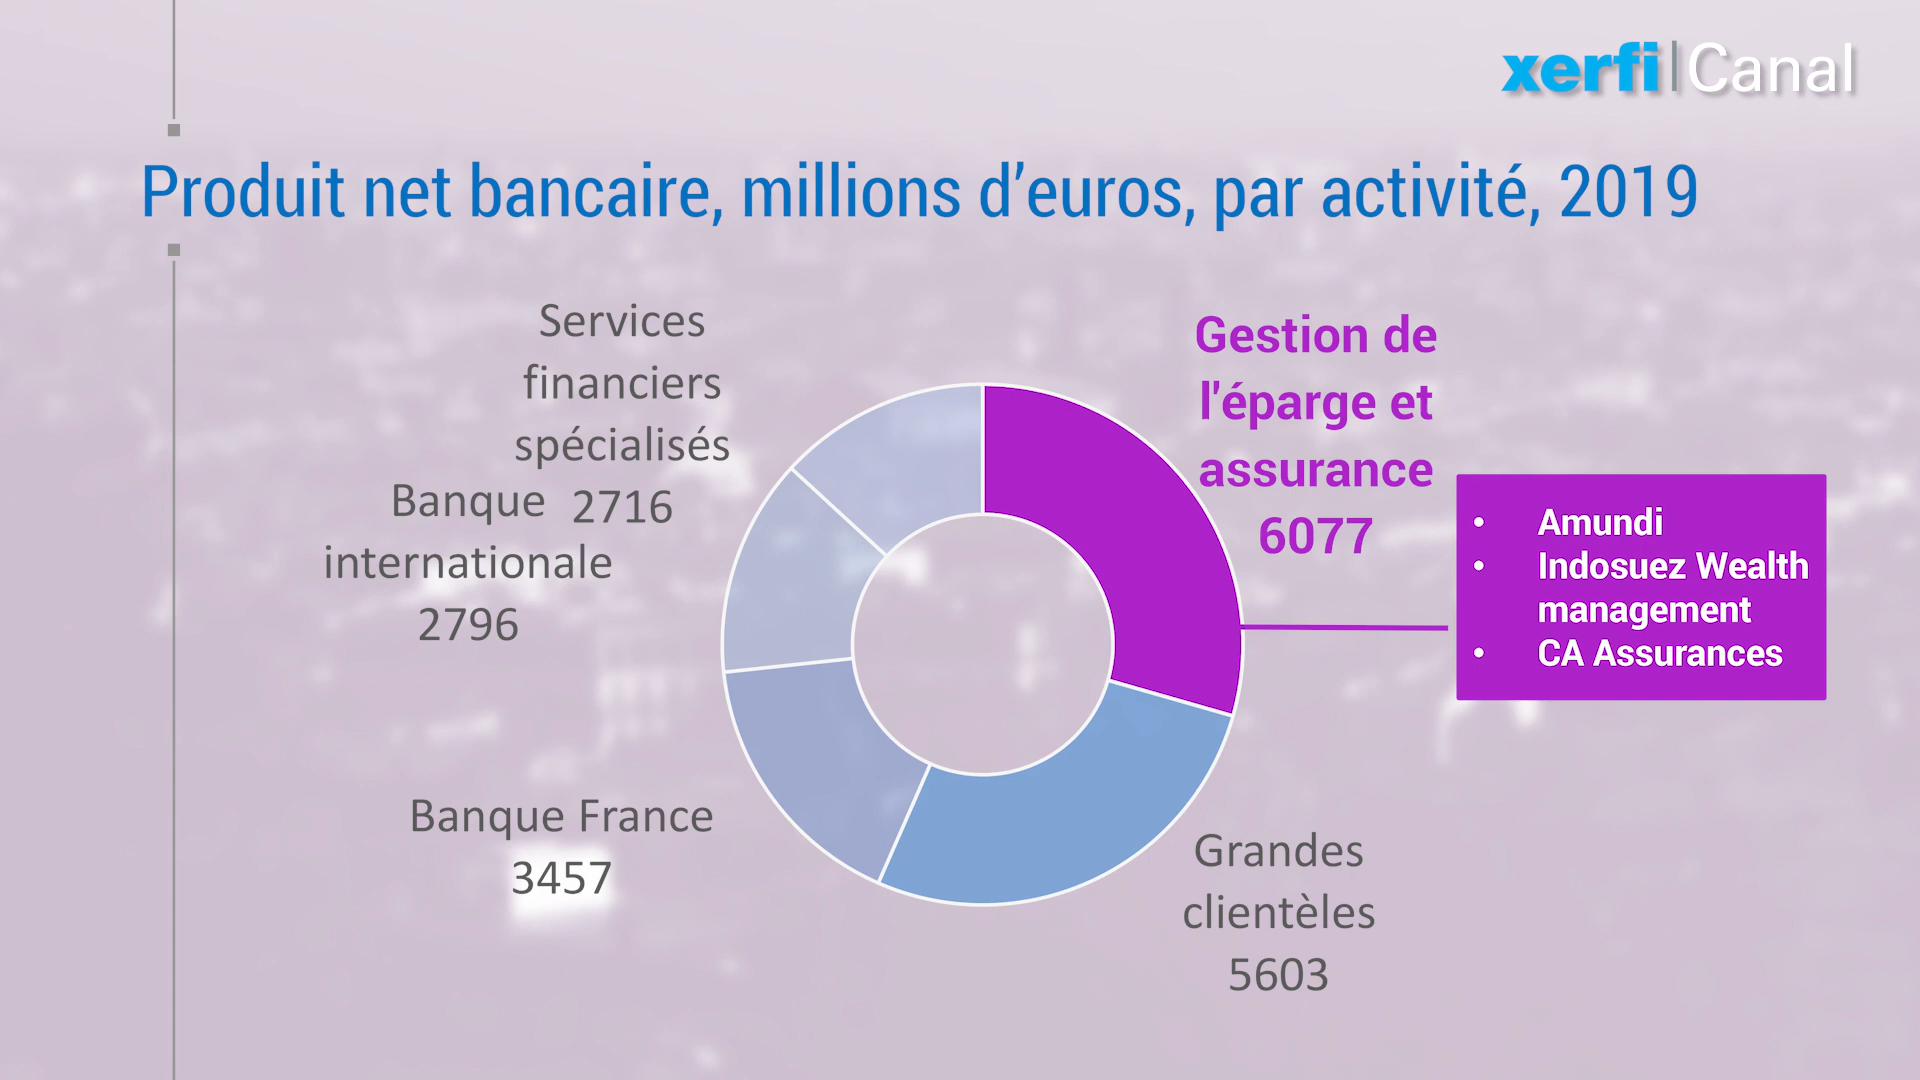 xerfi Canal
Produit net bancaire, millions d’euros, par activité, 2019
Services
financiers
spécialisés
2716
Gestion de
l'éparge et
assurance
6077
• Amundi
• Indosuez Wealth
management
• CA Assurances
Banque
internationale
2796
Banque France
3457
Grandes
clientèles
5603